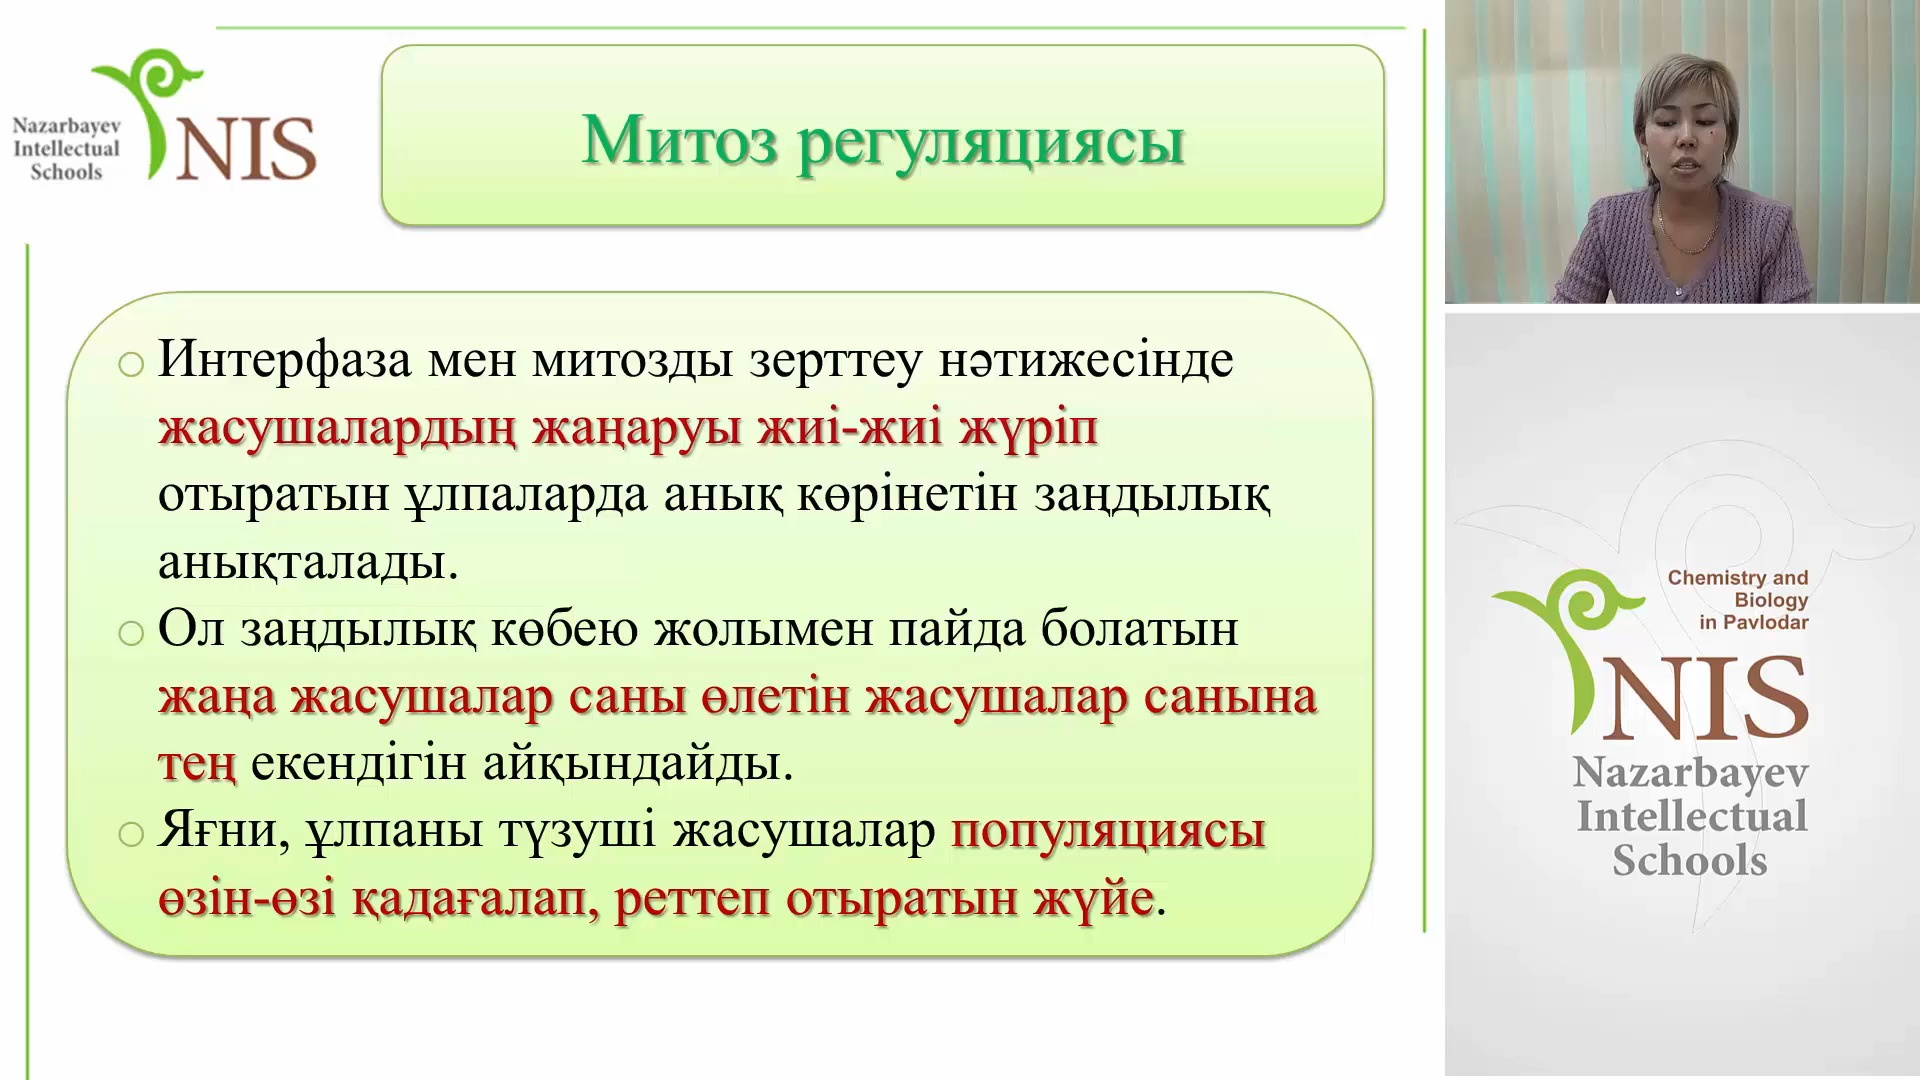 Nazarbayev
Intellectual
Schools
NIS
Митоз регуляциясы
Интерфаза мен митозды зерттеу нәтижесінде
жасушалардың жаңаруы жиі-жиі жүріп
отыратын ұлпаларда анық көрінетін заңдылық
анықталады.
Ол заңдылық көбею жолымен пайда болатын
жаңа жасушалар саны өлетін жасушалар санына
тең екендігін айқындайды.
Яғни, ұлпаны түзуші жасушалар популяциясы
өзін-өзі қадағалап, реттеп отыратын жүйе.
Chemistry and
Biology
in Pavlodar
NIS
Nazarbayev
Intellectual
Schools